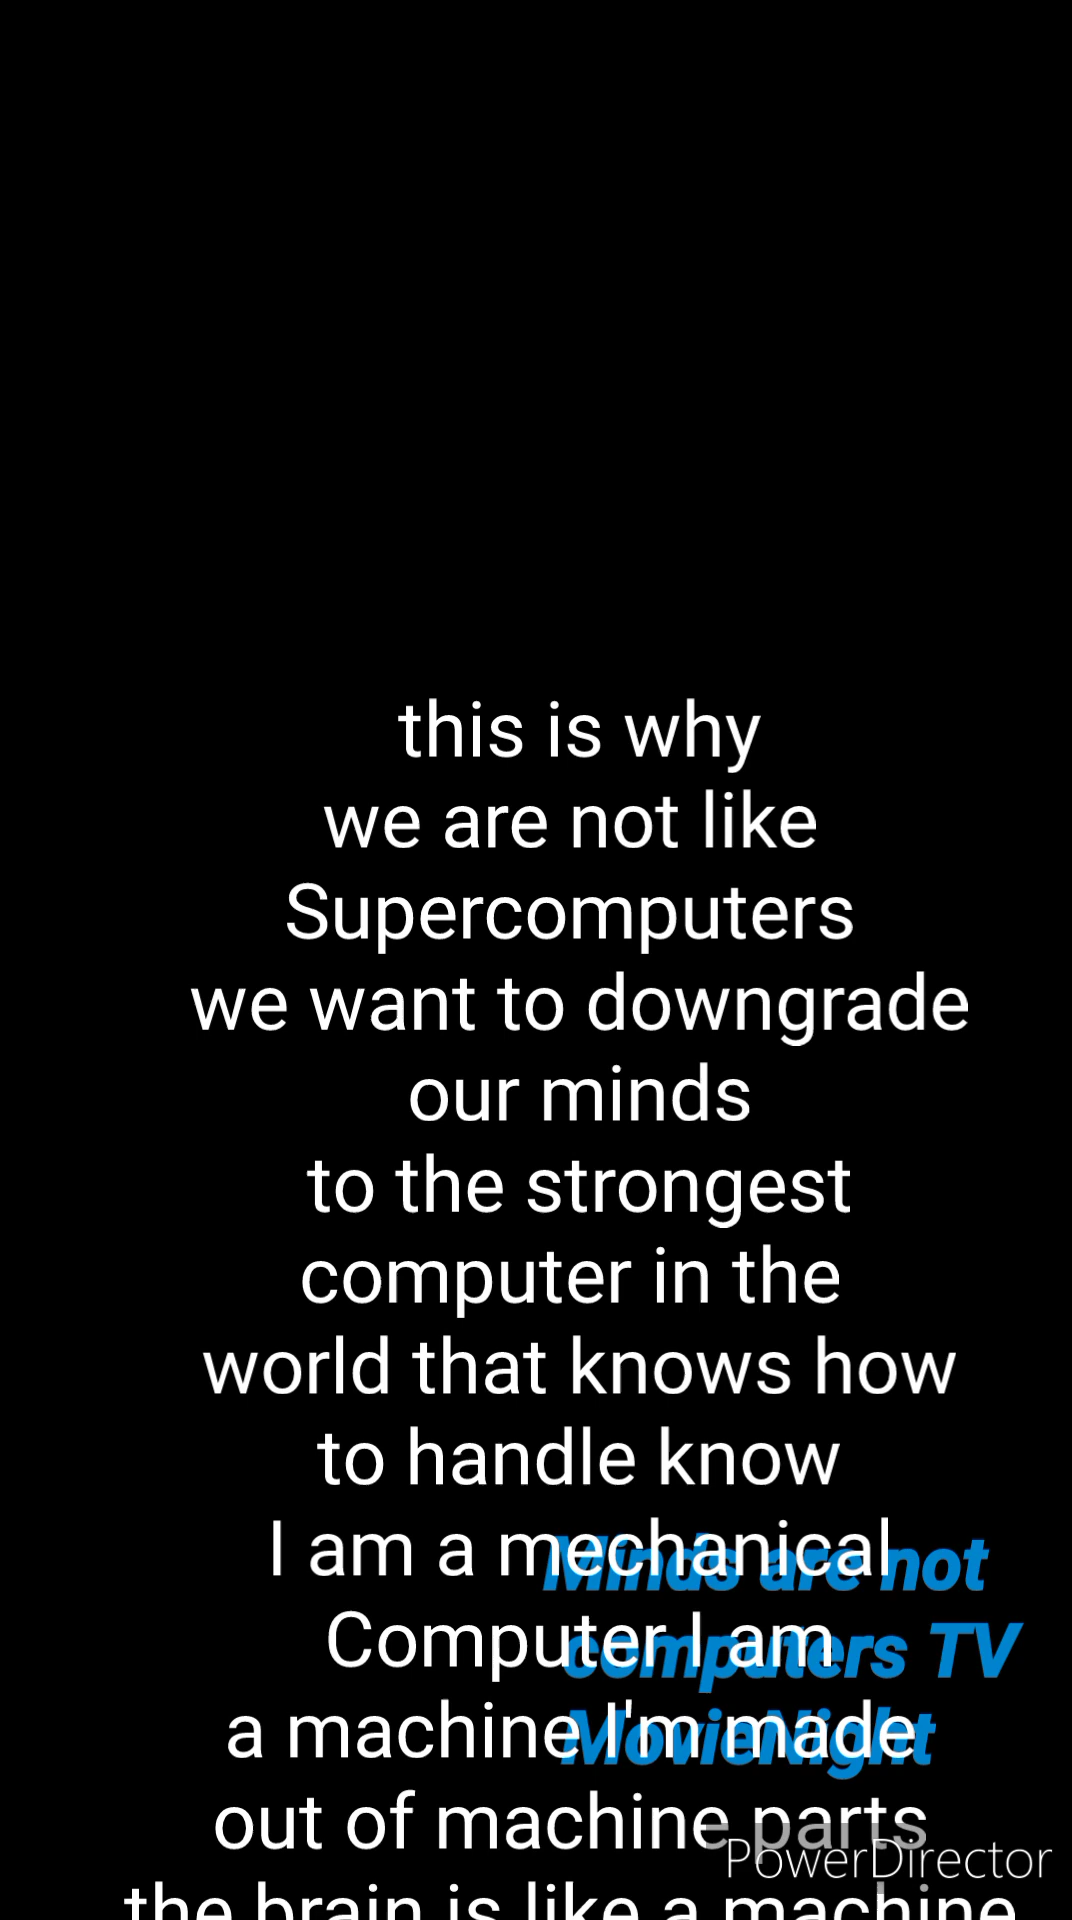 this is why
we are not like
Supercomputers
we want to downgrade
our minds
to the strongest
computer in the
world that knows how
to handle know
I am a mechanical
Computer I am
a machine I'm made
out of machine parts
the brain is like a machine
Minds are not
computers TV
MovieNight
PowerDirector